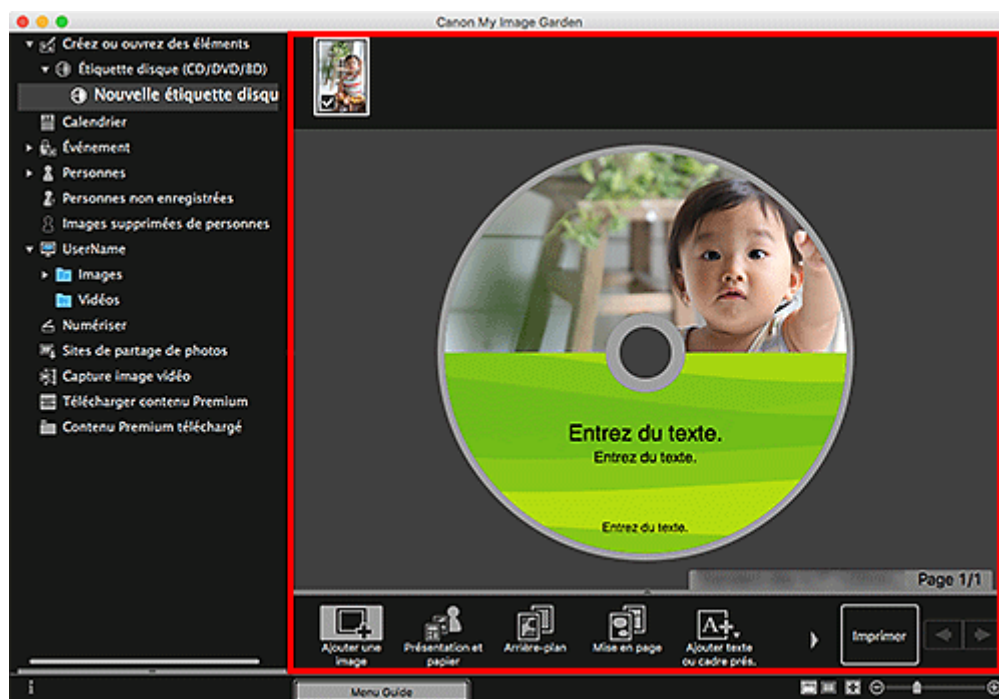 Canon My Image Garden
Créez ou ouvrez des éléments
Étiquette disque (CD/DVD/BD)
Nouvelle étiquette disqu
Calendrier
Événement
Personnes
Personnes non enregistrées
Images supprimées de personnes
UserName
Images
Vidéos
Numériser
Sites de partage de photos
Capture image vidéo
Télécharger contenu Premium
Contenu Premium téléchargé
Entrez du texte.
Entrez du texte.
Entrez du texte.
Page 1/1
Ajouter une
image
Présentation et
papier
Arrière-plan
Mise en page
Ajouter texte
ou cadre prés.
Imprimer
Menu Guide